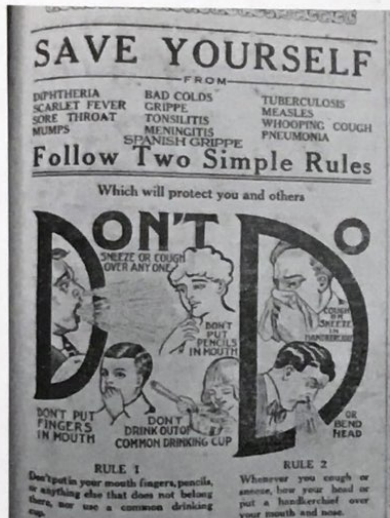 SAVE YOURSELF
FROM
DIPHTHERIA
SCARLET FEVER
SORE THROAT
MUMPS
BAD COLDS
GRIPPE
TONSILITIS
MENINGITIS
TUBERCULOSIS
MEASLES
WHOOPING COUGH
PNEUMONIA
SPANISH GRIPPE
Follow Two Simple Rules
Which will protect you and others
DON'T
SNEEZE OR COUGH
OVER ANY ONE
DON'T
PUT
PENCILS
IN MOUTH
DON'T PUT
FINGERS
IN MOUTH
DON'T
DRINK OUT OF
COMMON DRINKING CUP
DO
COUGH
OR
SNEEZE
IN
HANDKERCHIEF
OR
BEND
HEAD
RULE 1
Don't put in your mouth fingers, pencils,
or anything else that does not belong
there, nor use a common drinking
cup.
RULE 2
Whenever you cough or
sneeze, bow your head or
put a handkerchief over
your mouth and nose.